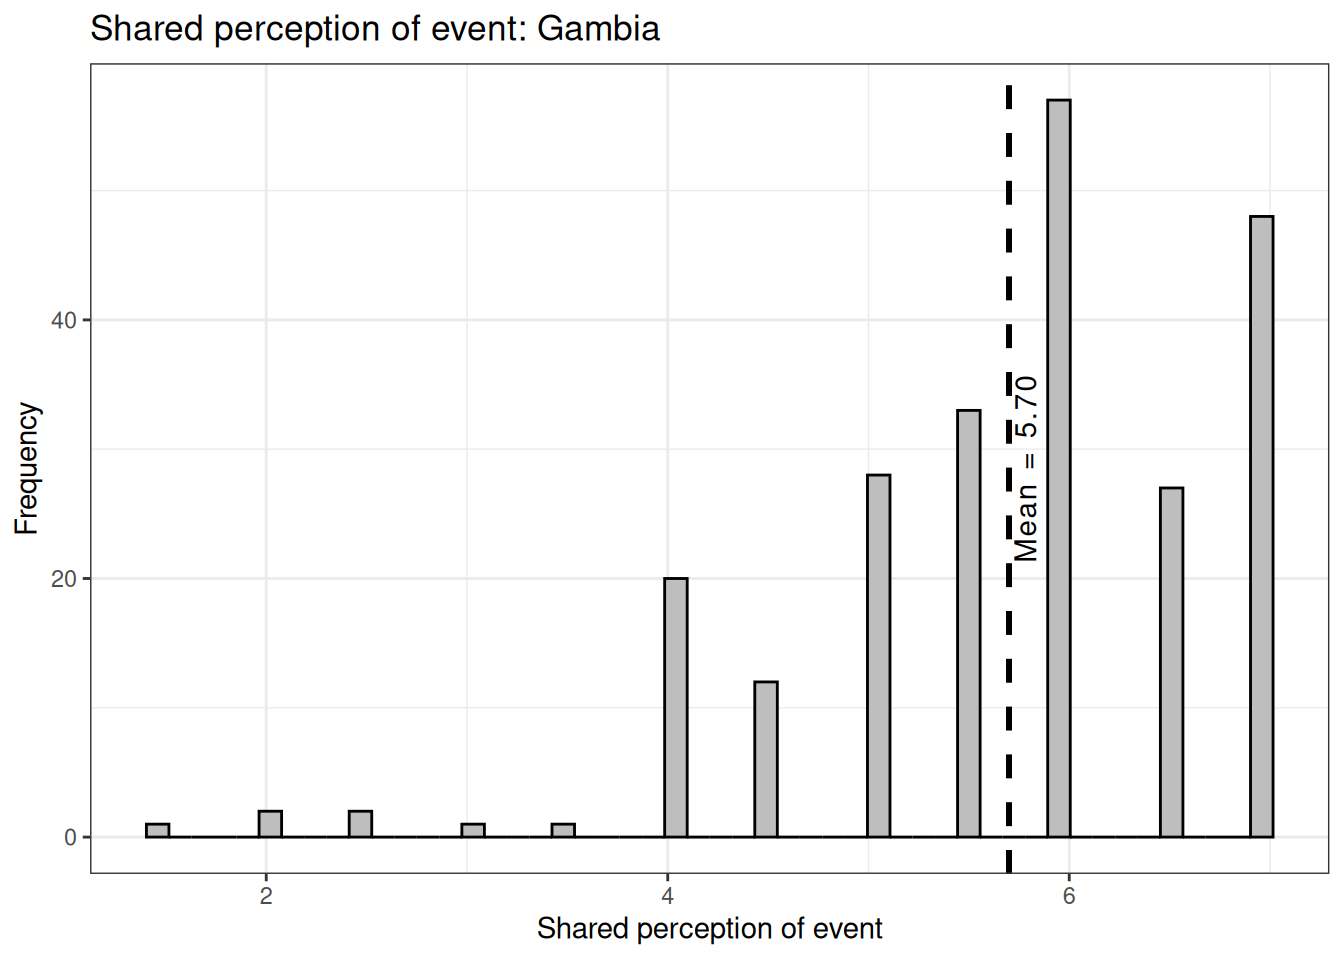 Shared perception of event: Gambia
Frequency
40
20
0
Mean = 5.70
2 4 6
Shared perception of event